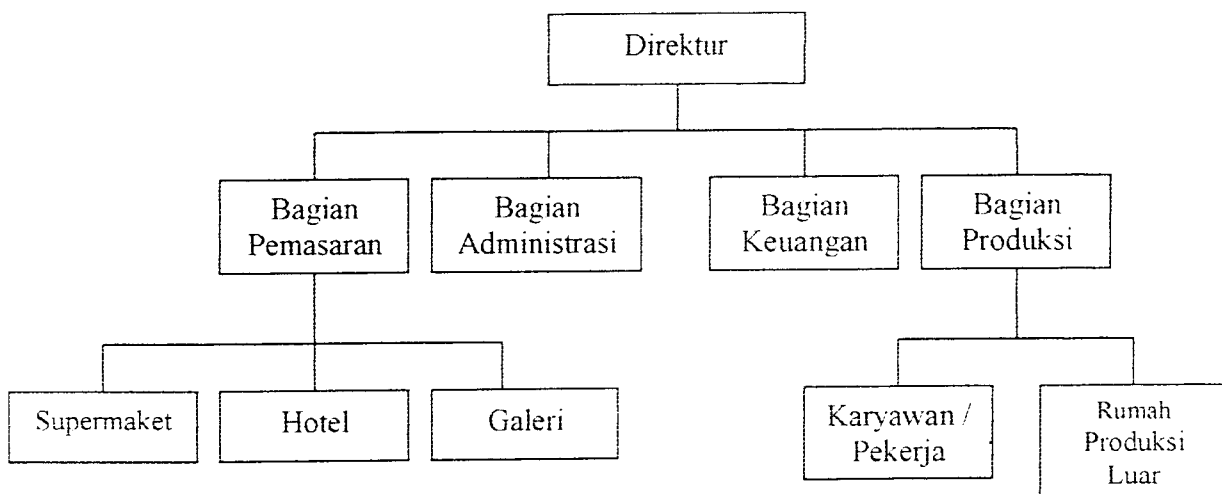 Direktur
Bagian
Pemasaran
Bagian
Administrasi
Bagian
Keuangan
Bagian
Produksi
Supermaket
Hotel
Galeri
Karyawan /
Pekerja
Rumah
Produksi
Luar